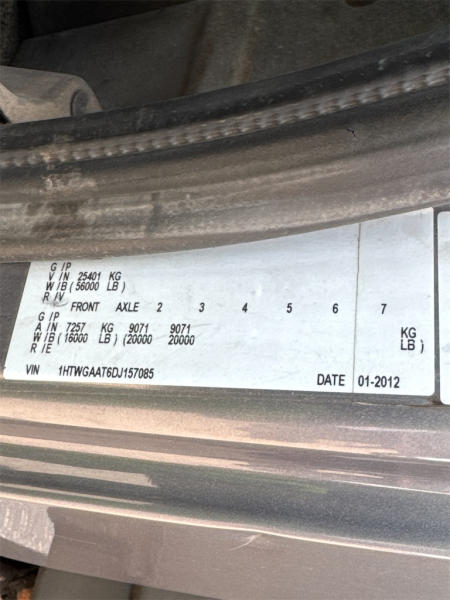 G /P
V /N 25401 KG
W/B (56000 LB )
R /V
FRONT AXLE 2 3 4 5 6 7
G /P
A /N 7257 KG 9071 9071 KG
W/B (16000 LB ) (20000 20000 LB )
R /E
VIN 1HTWGAAT6DJ157085 DATE 01-2012